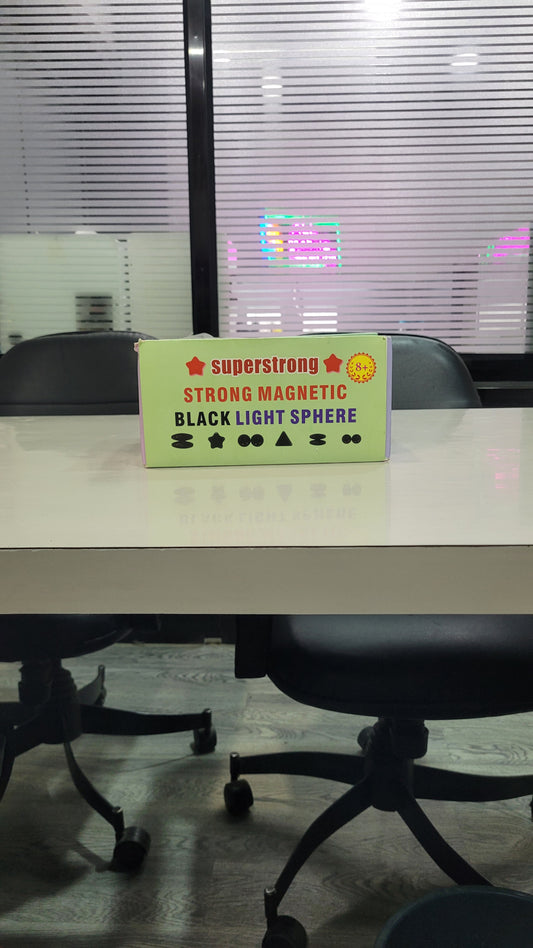 superstrong
8+
STRONG MAGNETIC
BLACK LIGHT SPHERE